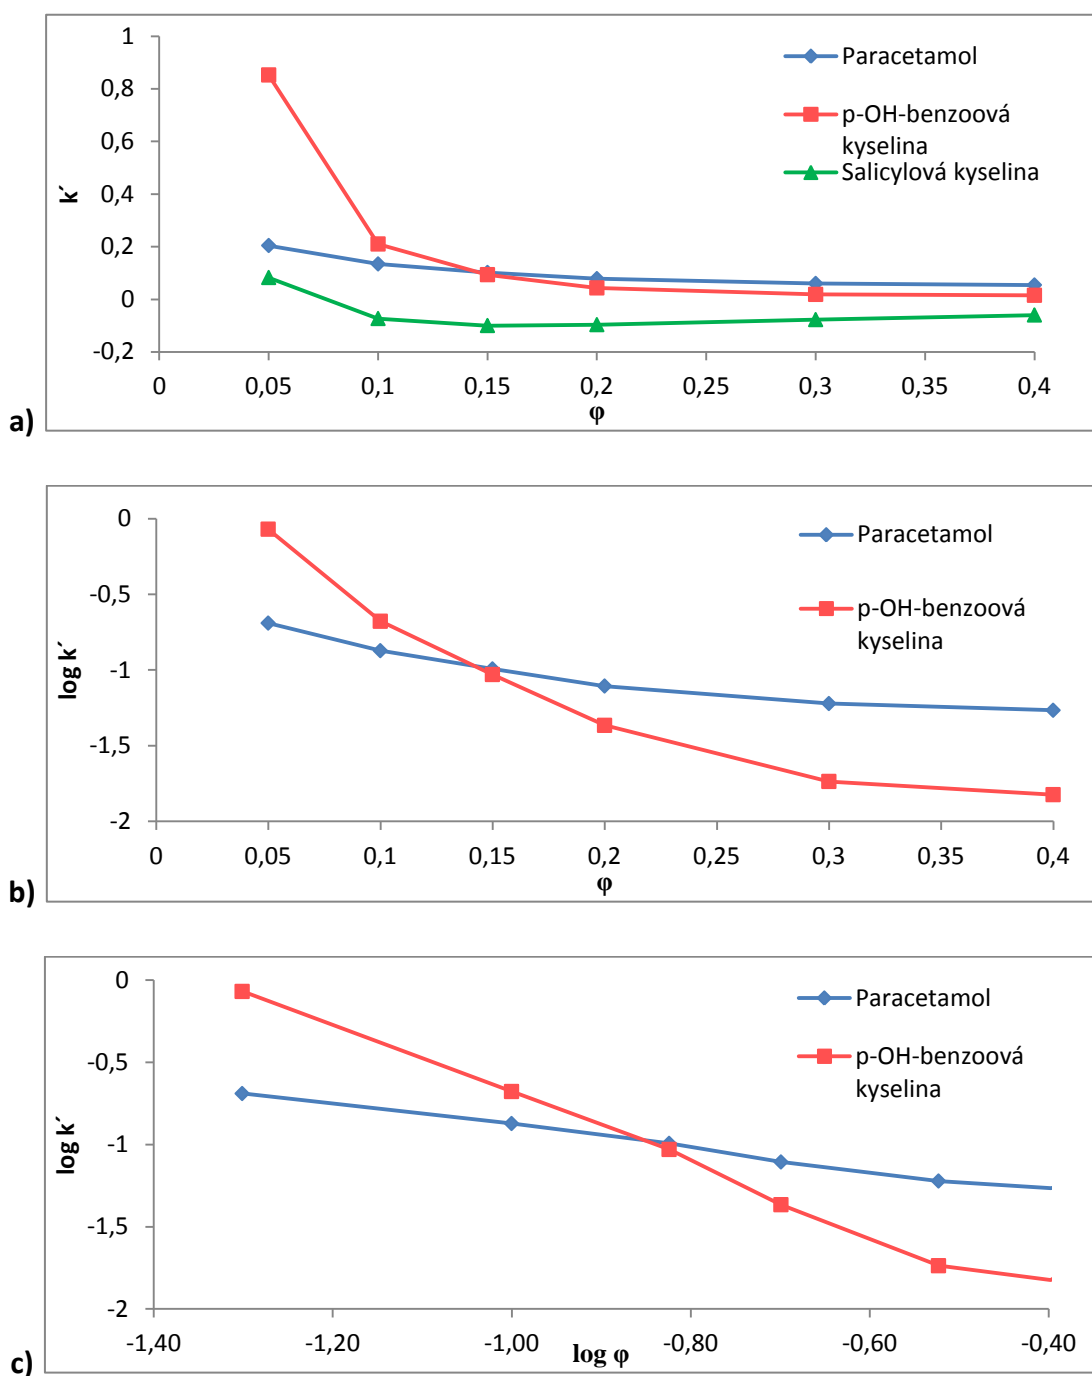 1
0,8
0,6
0,4
0,2
0
-0,2
k´
0
0,05
0,1
0,15
0,2
0,25
0,3
0,35
0,4
φ
Paracetamol
p-OH-benzoová
kyselina
Salicylová kyselina
a)
0
-0,5
-1
-1,5
-2
log k´
0
0,05
0,1
0,15
0,2
0,25
0,3
0,35
0,4
φ
Paracetamol
p-OH-benzoová
kyselina
b)
0
-0,5
-1
-1,5
-2
log k´
-1,40
-1,20
-1,00
-0,80
-0,60
-0,40
log φ
Paracetamol
p-OH-benzoová
kyselina
c)